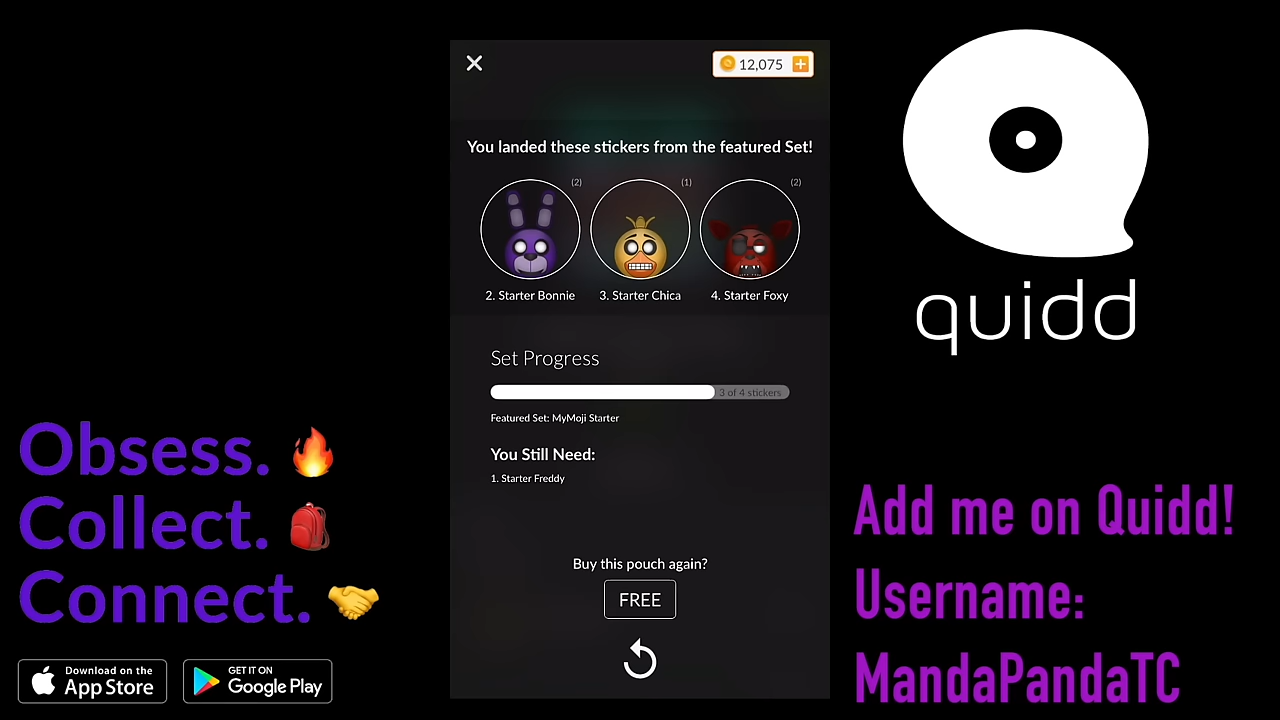 12,075
You landed these stickers from the featured Set!
(2)
(1)
(2)
2. Starter Bonnie
3. Starter Chica
4. Starter Foxy
Set Progress
3 of 4 stickers
Featured Set: MyMoji Starter
You Still Need:
1. Starter Freddy
Buy this pouch again?
FREE
Obsess.
Collect.
Connect.
Download on the
App Store
GET IT ON
Google Play
quidd
Add me on Quidd!
Username:
MandaPandaTC